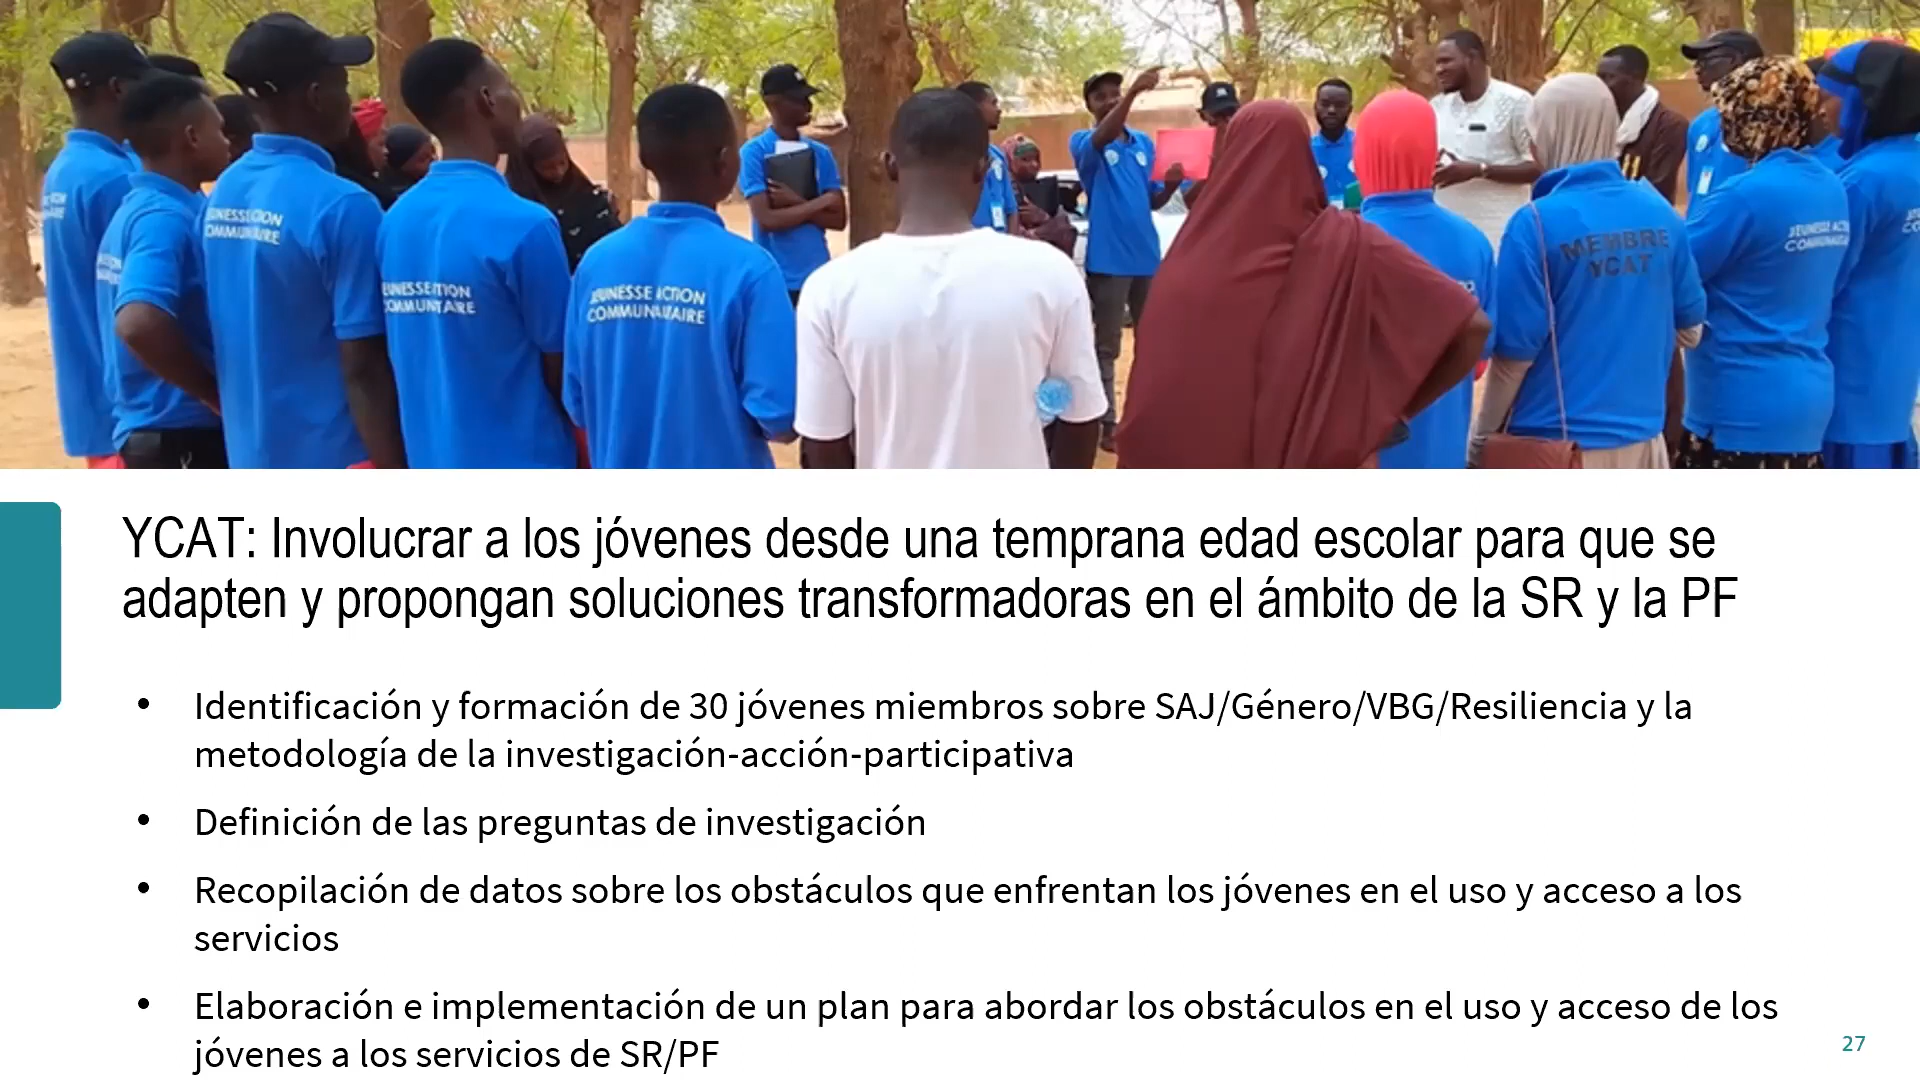 JEUNESSE ACTION
COMMUNAUTAIRE
MEMBRE
YCAT
YCAT: Involucrar a los jóvenes desde una temprana edad escolar para que se
adapten y propongan soluciones transformadoras en el ámbito de la SR y la PF
• Identificación y formación de 30 jóvenes miembros sobre SAJ/Género/VBG/Resiliencia y la
metodología de la investigación-acción-participativa
• Definición de las preguntas de investigación
• Recopilación de datos sobre los obstáculos que enfrentan los jóvenes en el uso y acceso a los
servicios
• Elaboración e implementación de un plan para abordar los obstáculos en el uso y acceso de los
jóvenes a los servicios de SR/PF
27